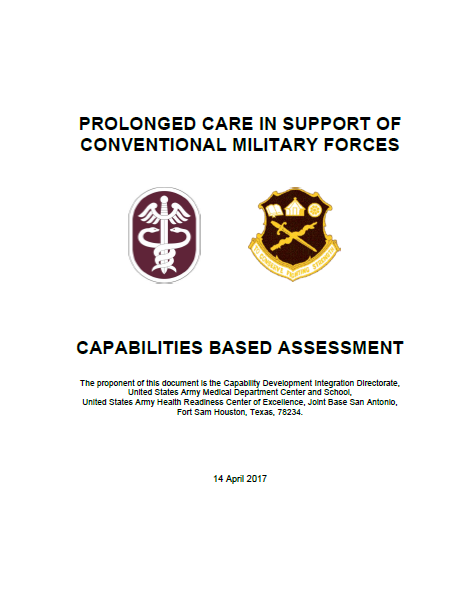 PROLONGED CARE IN SUPPORT OF
CONVENTIONAL MILITARY FORCES
TO CONSERVE FIGHTING STRENGTH
CAPABILITIES BASED ASSESSMENT
The proponent of this document is the Capability Development Integration Directorate,
United States Army Medical Department Center and School,
United States Army Health Readiness Center of Excellence, Joint Base San Antonio,
Fort Sam Houston, Texas, 78234.
14 April 2017